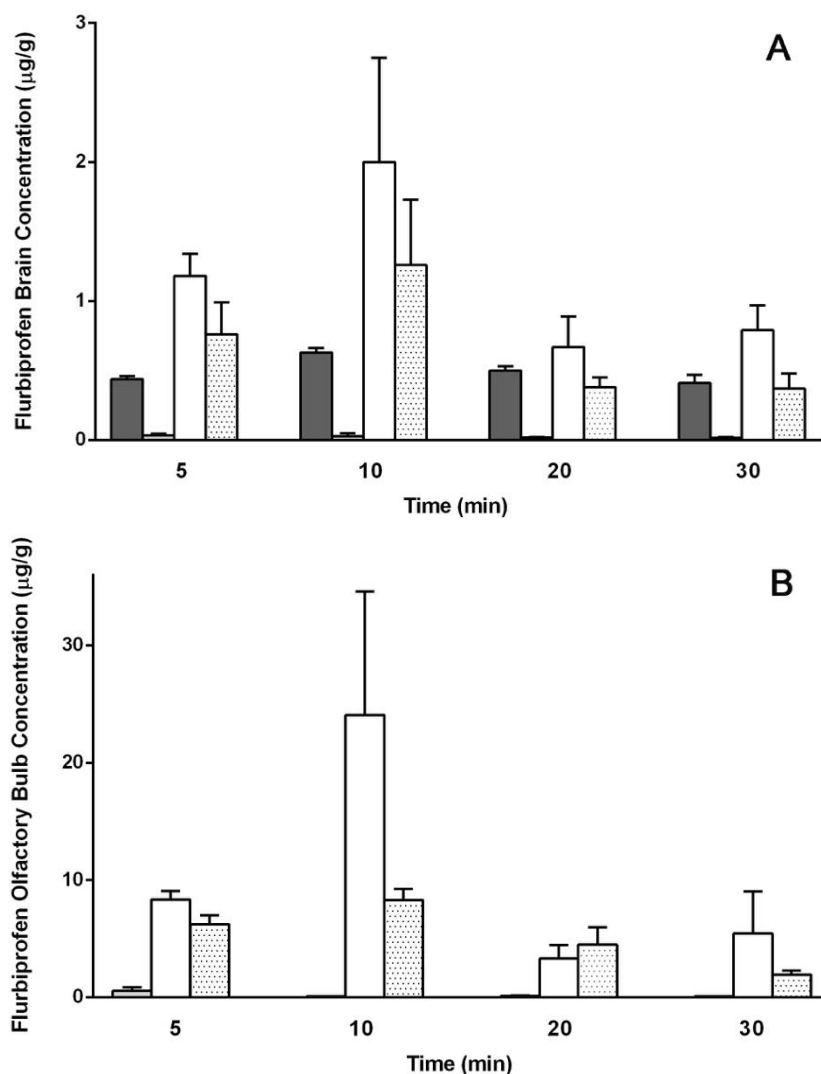 A
Flurbiprofen Brain Concentration (μg/g)
3
2
1
0
5 10 20 30
Time (min)
B
Flurbiprofen Olfactory Bulb Concentration (μg/g)
30
20
10
0
5 10 20 30
Time (min)